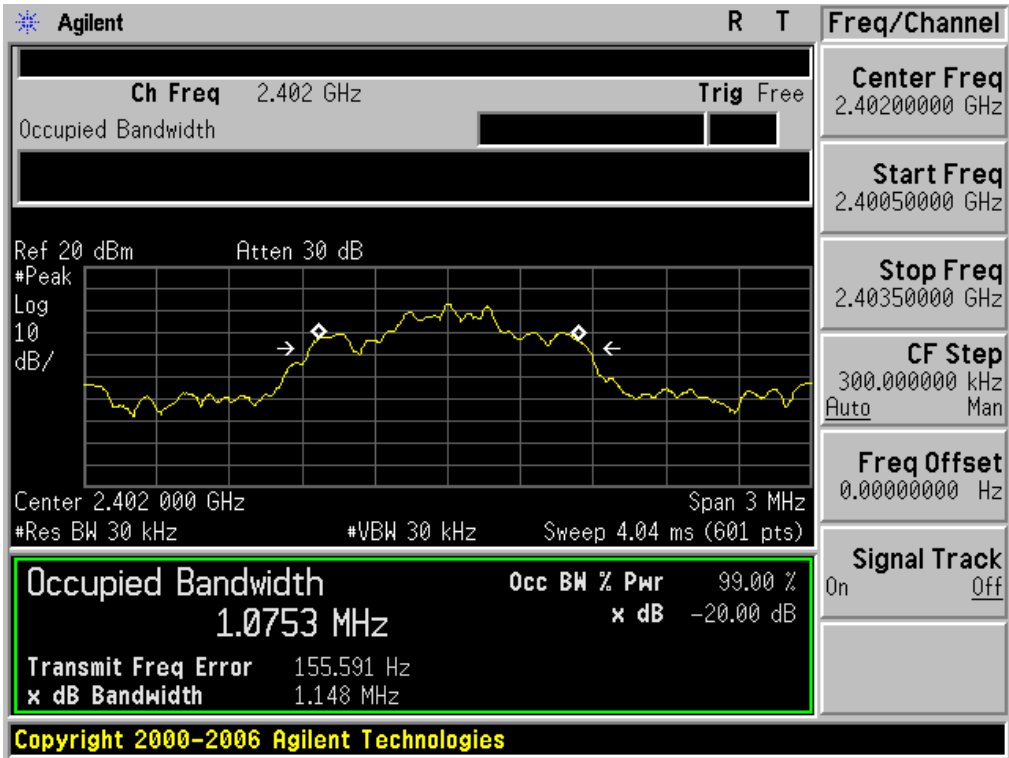 Agilent R T Freq/Channel
Ch Freq 2.402 GHz Trig Free
Occupied Bandwidth
Center Freq
2.40200000 GHz
Start Freq
2.40050000 GHz
Stop Freq
2.40350000 GHz
CF Step
300.000000 kHz
Auto Man
Freq Offset
0.00000000 Hz
Signal Track
On Off
Ref 20 dBm Atten 30 dB
#Peak
Log
10
dB/
Center 2.402 000 GHz Span 3 MHz
#Res BW 30 kHz #VBW 30 kHz Sweep 4.04 ms (601 pts)
Occupied Bandwidth Occ BW % Pwr 99.00 %
1.0753 MHz x dB -20.00 dB
Transmit Freq Error 155.591 Hz
x dB Bandwidth 1.148 MHz
Copyright 2000-2006 Agilent Technologies